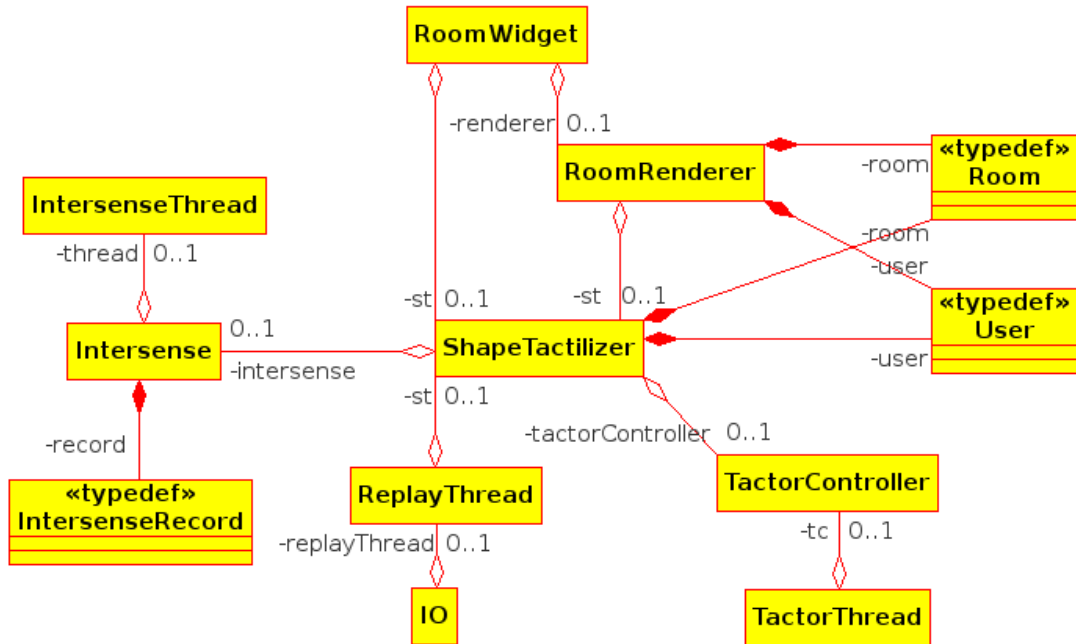 RoomWidget
-renderer 0..1
RoomRenderer
-room
«typedef»
Room
IntersenseThread
-thread 0..1
-room
-user
-st 0..1
-st 0..1
«typedef»
User
Intersense
0..1
-intersense
ShapeTactilizer
-user
-st 0..1
-record
-tactorController 0..1
«typedef»
IntersenseRecord
ReplayThread
TactorController
-replayThread 0..1
-tc 0..1
IO
TactorThread